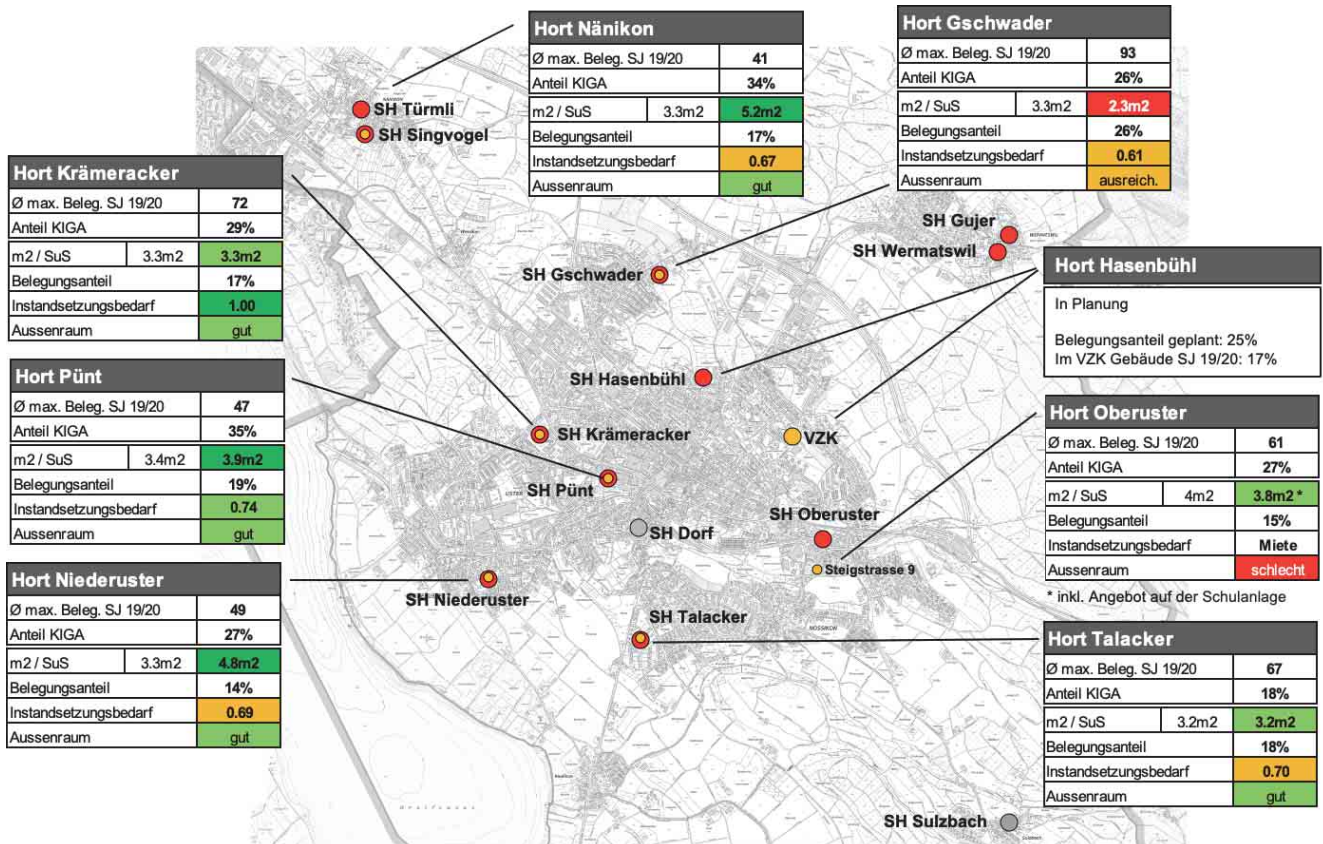 Hort Nänikon
Ø max. Beleg. SJ 19/20 41
Anteil KIGA 34%
m2 / SuS 3.3m2 5.2m2
Belegungsanteil 17%
Instandsetzungsbedarf 0.67
Aussenraum gut
Hort Gschwader
Ø max. Beleg. SJ 19/20 93
Anteil KIGA 26%
m2 / SuS 3.3m2 2.3m2
Belegungsanteil 26%
Instandsetzungsbedarf 0.61
Aussenraum ausreich.
SH Türmli
SH Singvogel
Hort Krämeracker
Ø max. Beleg. SJ 19/20 72
Anteil KIGA 29%
m2 / SuS 3.3m2 3.3m2
Belegungsanteil 17%
Instandsetzungsbedarf 1.00
Aussenraum gut
SH Gschwader
SH Gujer
SH Wermatswil
Hort Hasenbühl
In Planung
Belegungsanteil geplant: 25%
Im VZK Gebäude SJ 19/20: 17%
Hort Pünt
Ø max. Beleg. SJ 19/20 47
Anteil KIGA 35%
m2 / SuS 3.4m2 3.9m2
Belegungsanteil 19%
Instandsetzungsbedarf 0.74
Aussenraum gut
SH Hasenbühl
SH Krämeracker
VZK
SH Pünt
SH Dorf
SH Oberuster
Steigstrasse 9
Hort Oberuster
Ø max. Beleg. SJ 19/20 61
Anteil KIGA 27%
m2 / SuS 4m2 3.8m2 *
Belegungsanteil 15%
Instandsetzungsbedarf Miete
Aussenraum schlecht
* inkl. Angebot auf der Schulanlage
Hort Niederuster
Ø max. Beleg. SJ 19/20 49
Anteil KIGA 27%
m2 / SuS 3.3m2 4.8m2
Belegungsanteil 14%
Instandsetzungsbedarf 0.69
Aussenraum gut
SH Niederuster
SH Talacker
Hort Talacker
Ø max. Beleg. SJ 19/20 67
Anteil KIGA 18%
m2 / SuS 3.2m2 3.2m2
Belegungsanteil 18%
Instandsetzungsbedarf 0.70
Aussenraum gut
SH Sulzbach